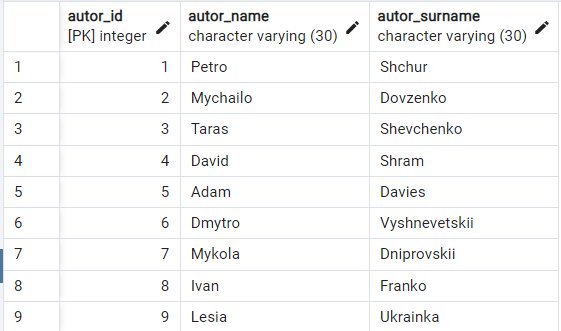 autor_id autor_name autor_surname
[PK] integer character varying (30) character varying (30)
1 1 Petro Shchur
2 2 Mychailo Dovzenko
3 3 Taras Shevchenko
4 4 David Shram
5 5 Adam Davies
6 6 Dmytro Vyshnevetskii
7 7 Mykola Dniprovskii
8 8 Ivan Franko
9 9 Lesia Ukrainka